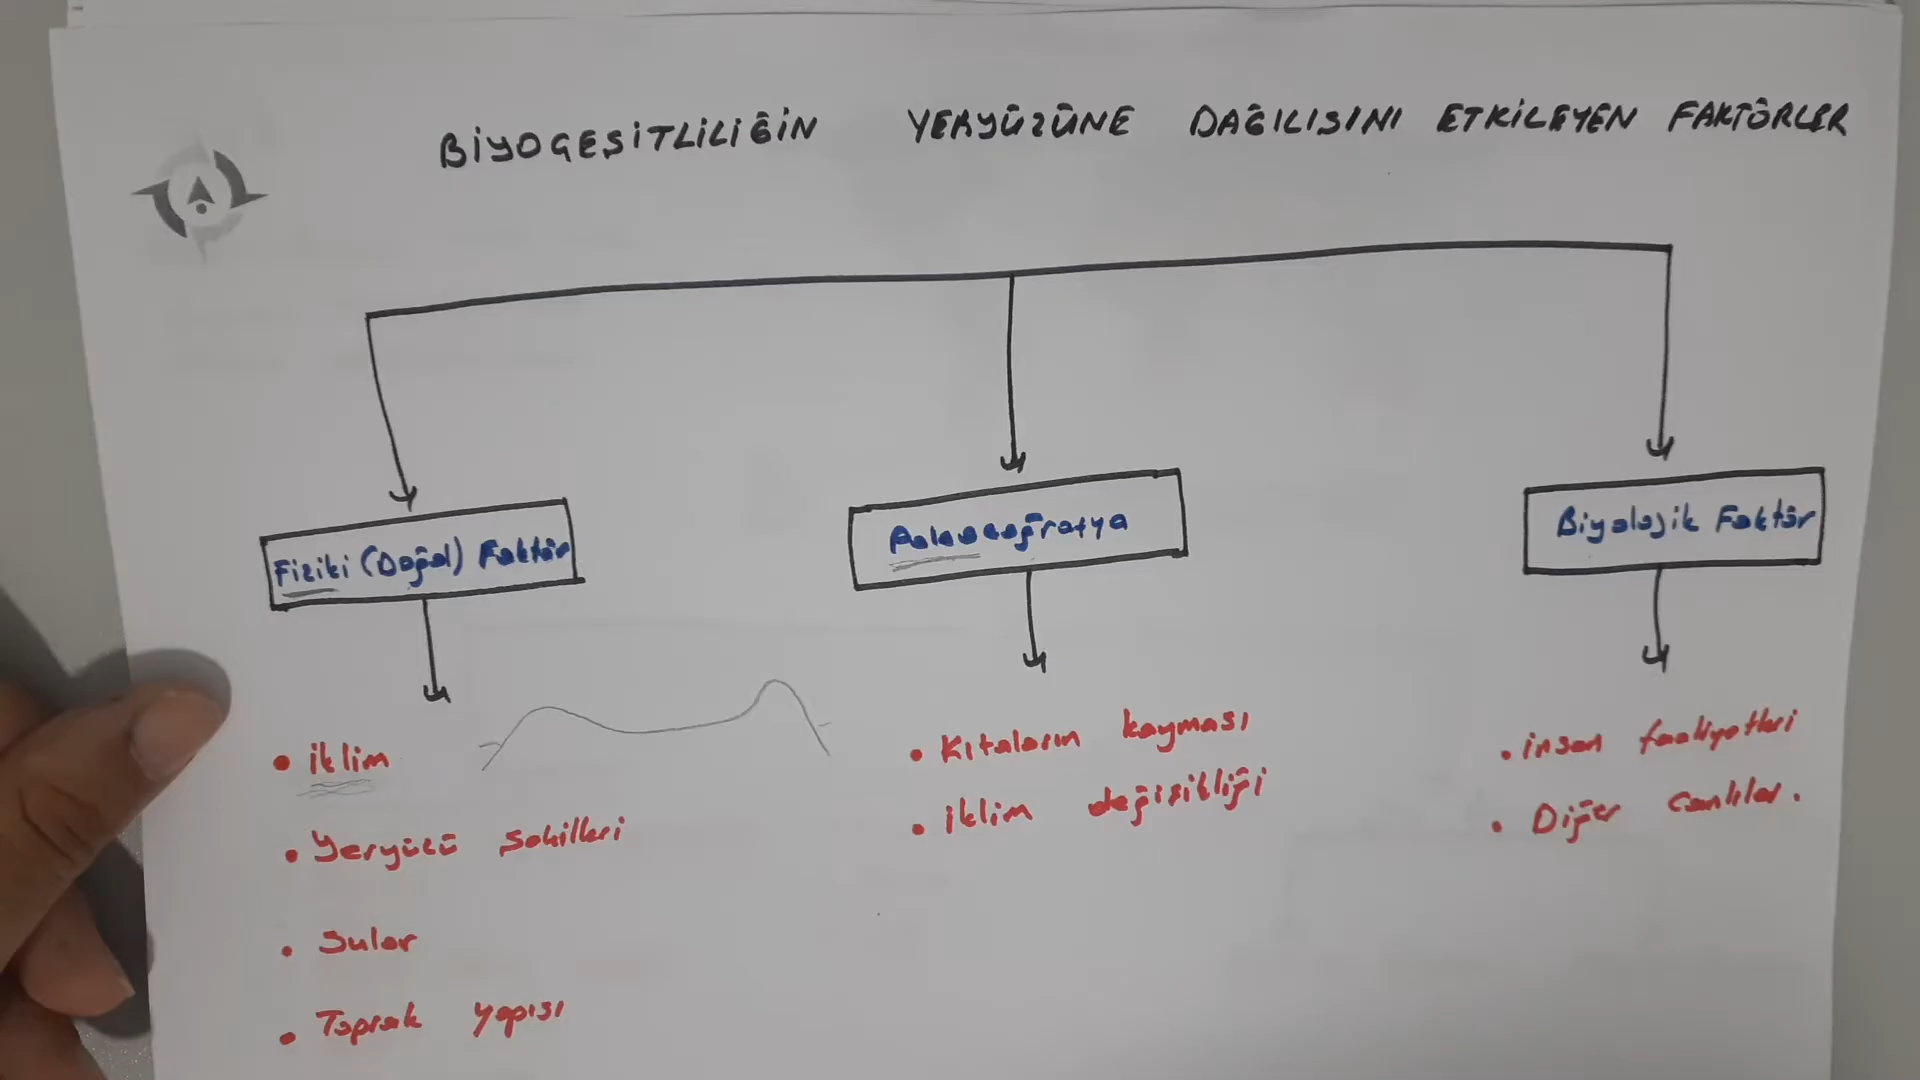 BİYOÇEŞİTLİLİĞİN YERYÜZÜNE DAĞILIŞINI ETKİLEYEN FAKTÖRLER
Fiziki (Doğal) Faktör
Paleocoğrafya
Biyolojik Faktör
• İklim
• Yeryüzü Şekilleri
• Sular
• Toprak yapısı
• Kıtaların kayması
• İklim değişikliği
• İnsan faaliyetleri
• Diğer canlılar.